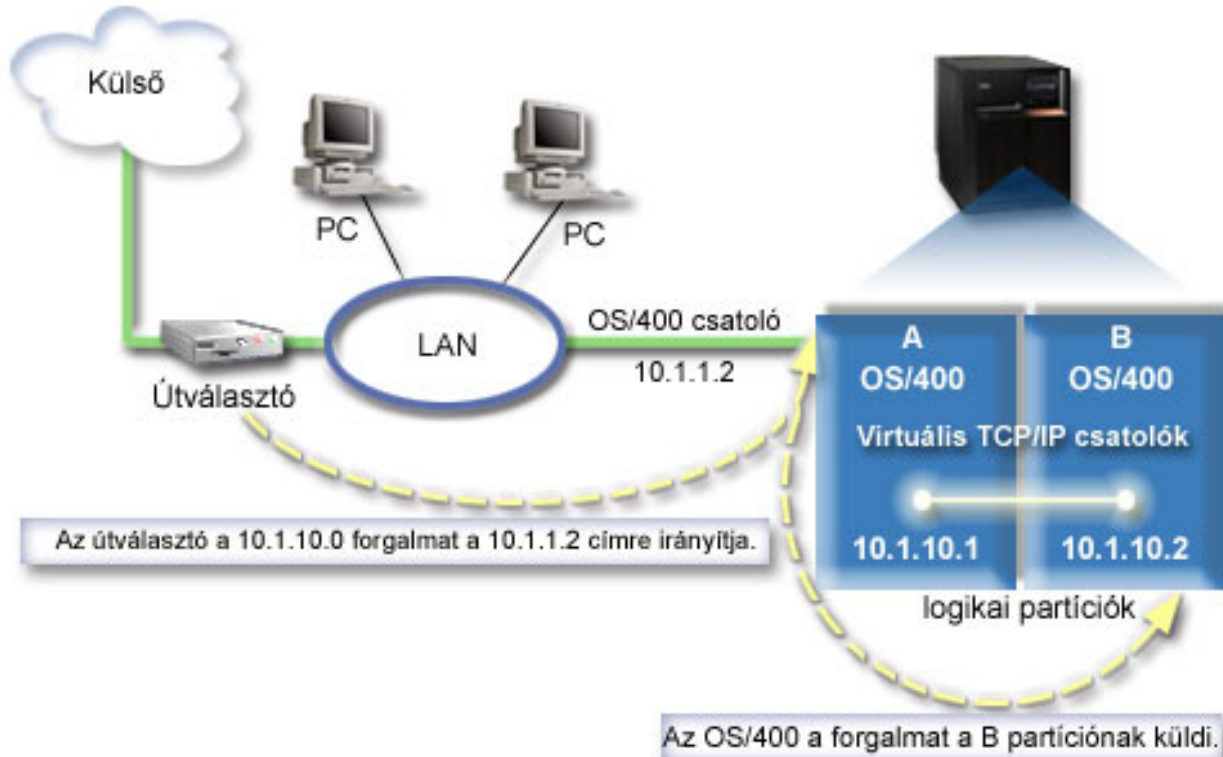 Külső
PC
PC
LAN
OS/400 csatoló
10.1.1.2
Útválasztó
A
OS/400
B
OS/400
Virtuális TCP/IP csatolók
10.1.10.1
10.1.10.2
logikai partíciók
Az útválasztó a 10.1.10.0 forgalmat a 10.1.1.2 címre irányítja.
Az OS/400 a forgalmat a B partíciónak küldi.